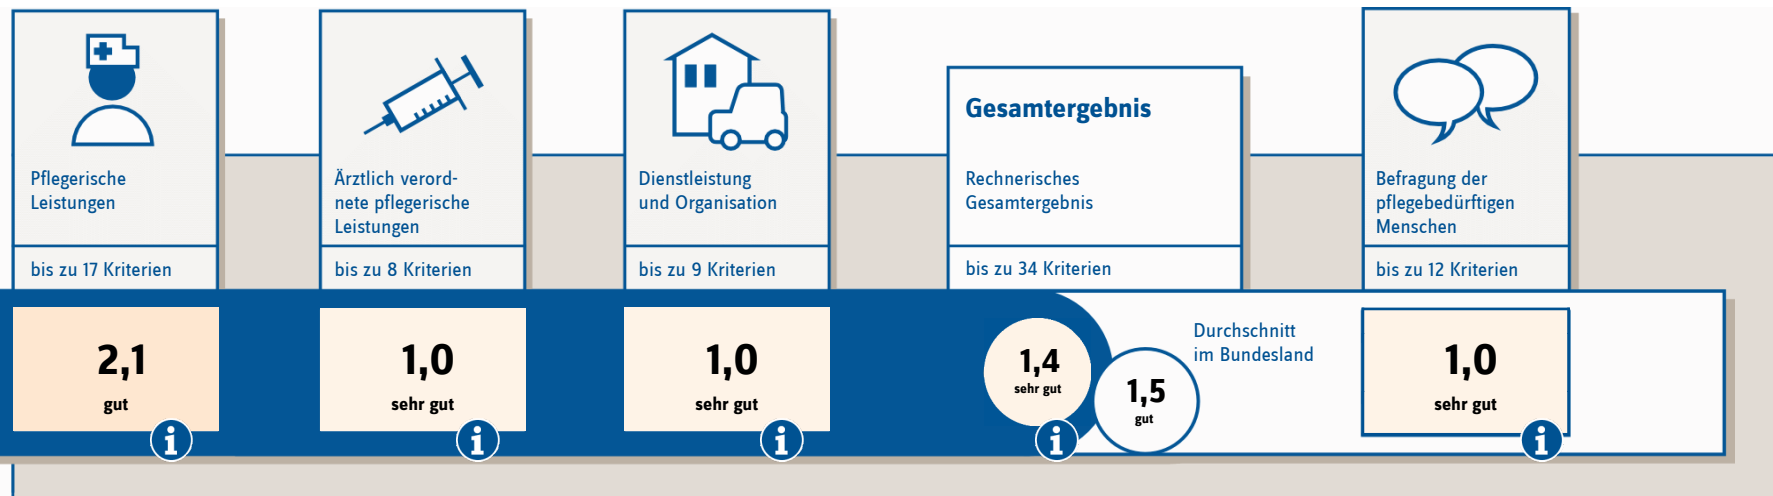 Pflegerische
Leistungen
bis zu 17 Kriterien
2,1
gut
Ärztlich verord-
nete pflegerische
Leistungen
bis zu 8 Kriterien
1,0
sehr gut
Dienstleistung
und Organisation
bis zu 9 Kriterien
1,0
sehr gut
Gesamtergebnis
Rechnerisches
Gesamtergebnis
bis zu 34 Kriterien
1,4
sehr gut
1,5
gut
Durchschnitt
im Bundesland
Befragung der
pflegebedürftigen
Menschen
bis zu 12 Kriterien
1,0
sehr gut